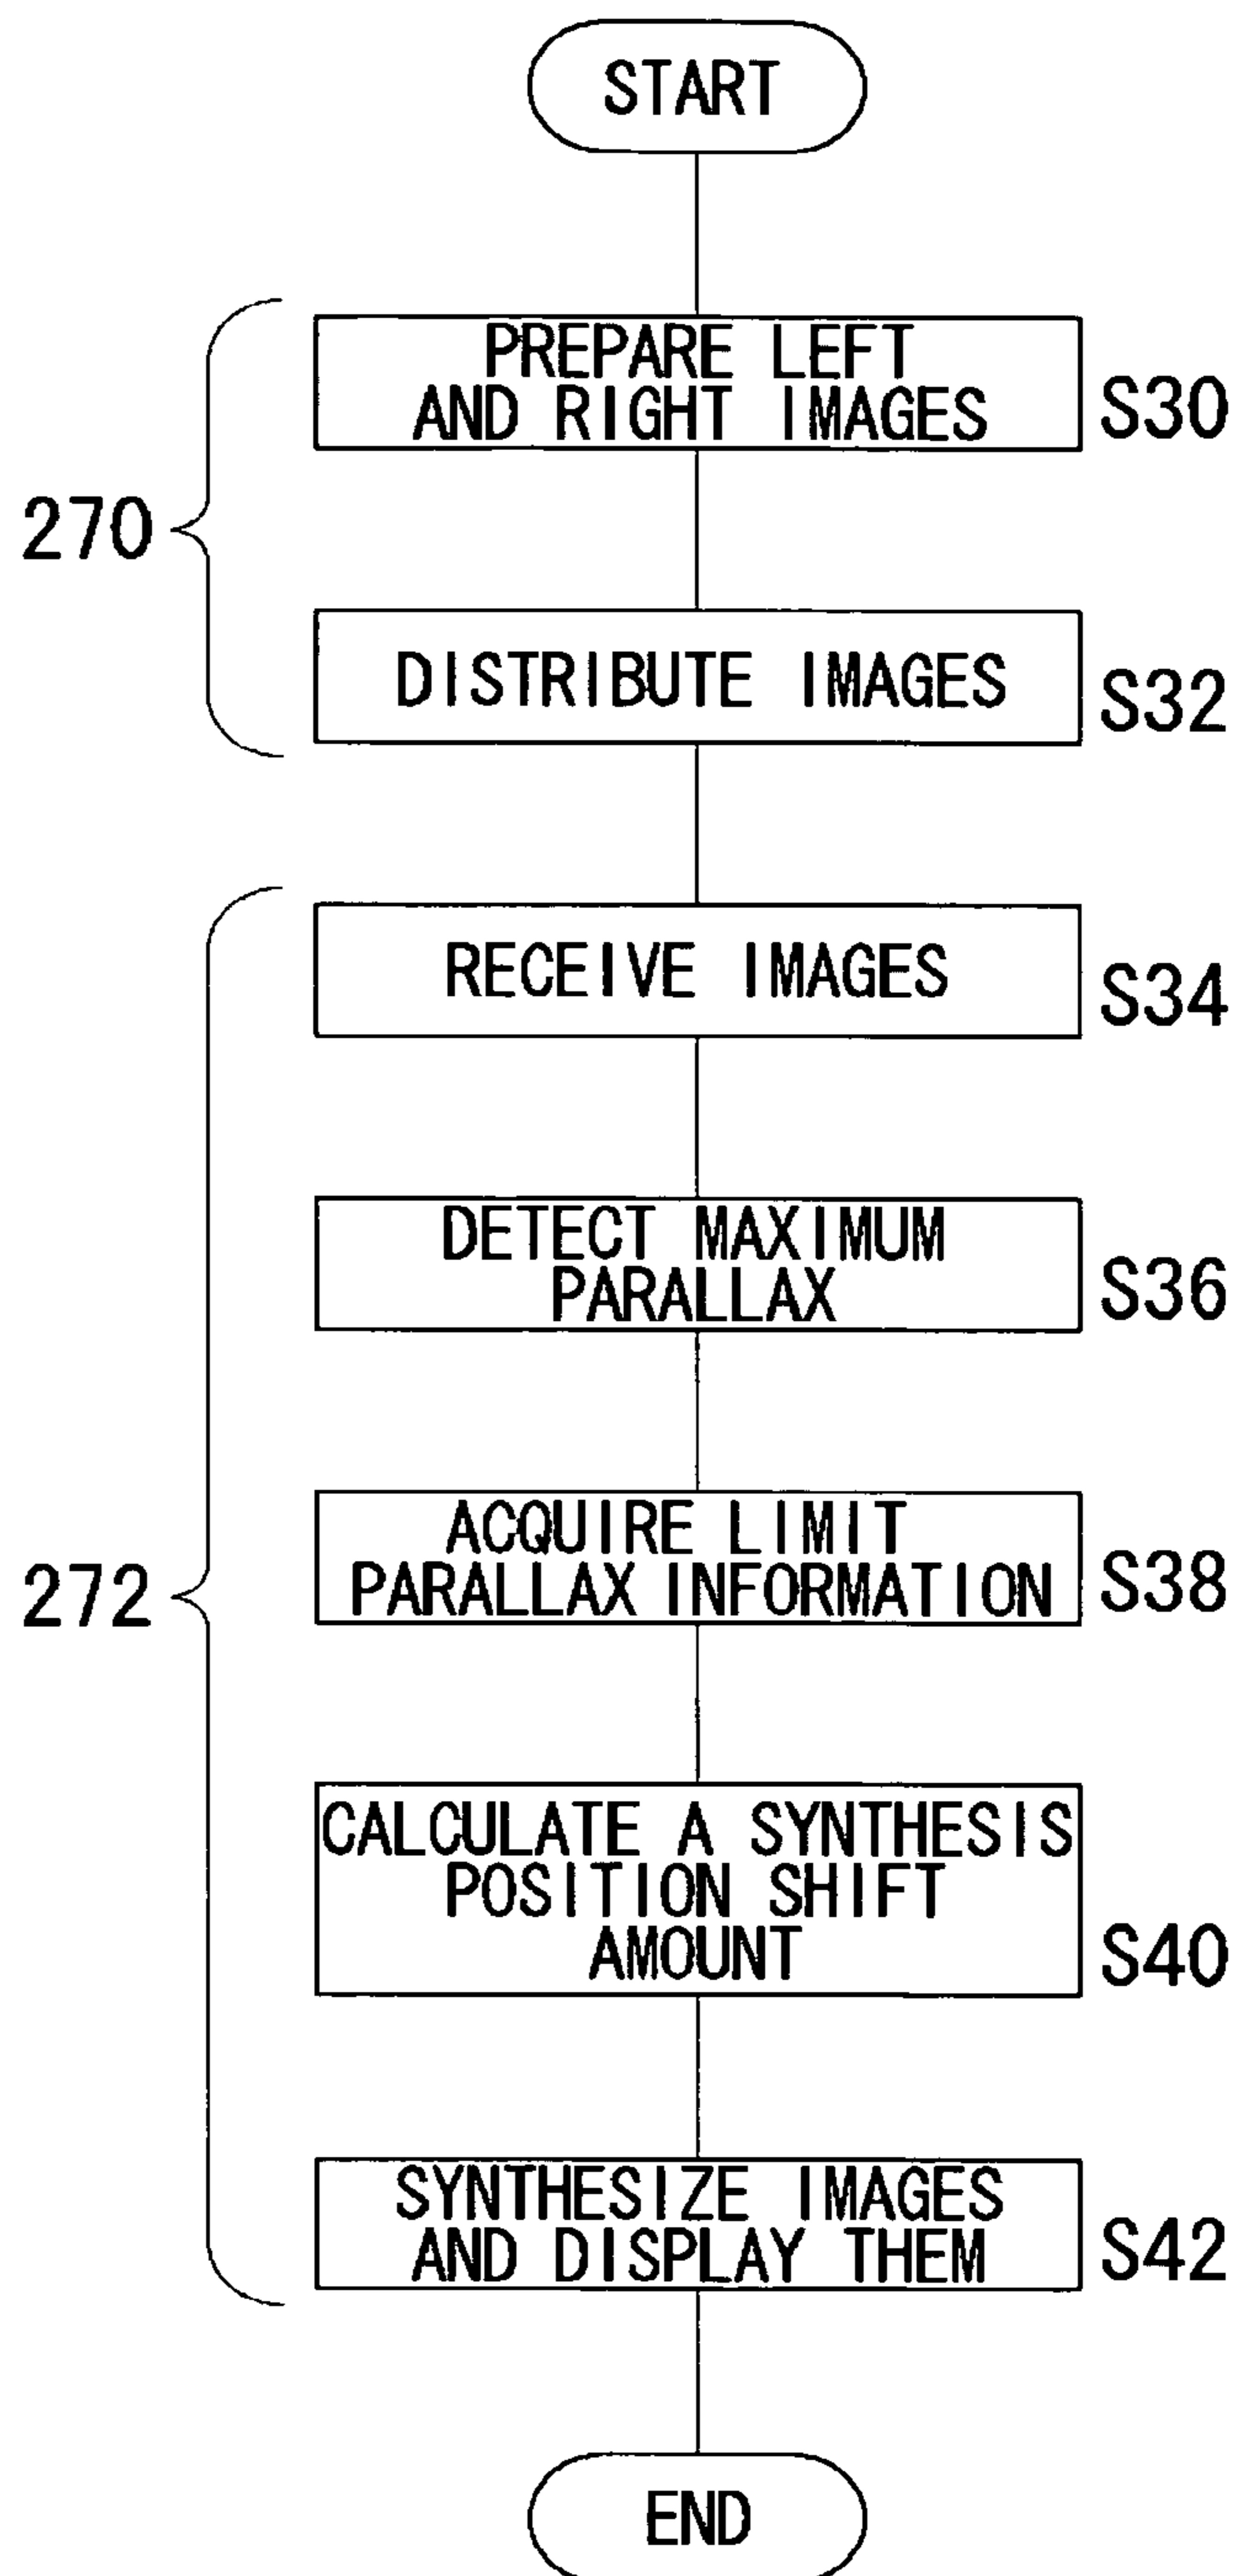 START
PREPARE LEFT
AND RIGHT IMAGES
S30
270
DISTRIBUTE IMAGES
S32
RECEIVE IMAGES
S34
DETECT MAXIMUM
PARALLAX
S36
ACQUIRE LIMIT
PARALLAX INFORMATION
S38
272
CALCULATE A SYNTHESIS
POSITION SHIFT
AMOUNT
S40
SYNTHESIZE IMAGES
AND DISPLAY THEM
S42
END